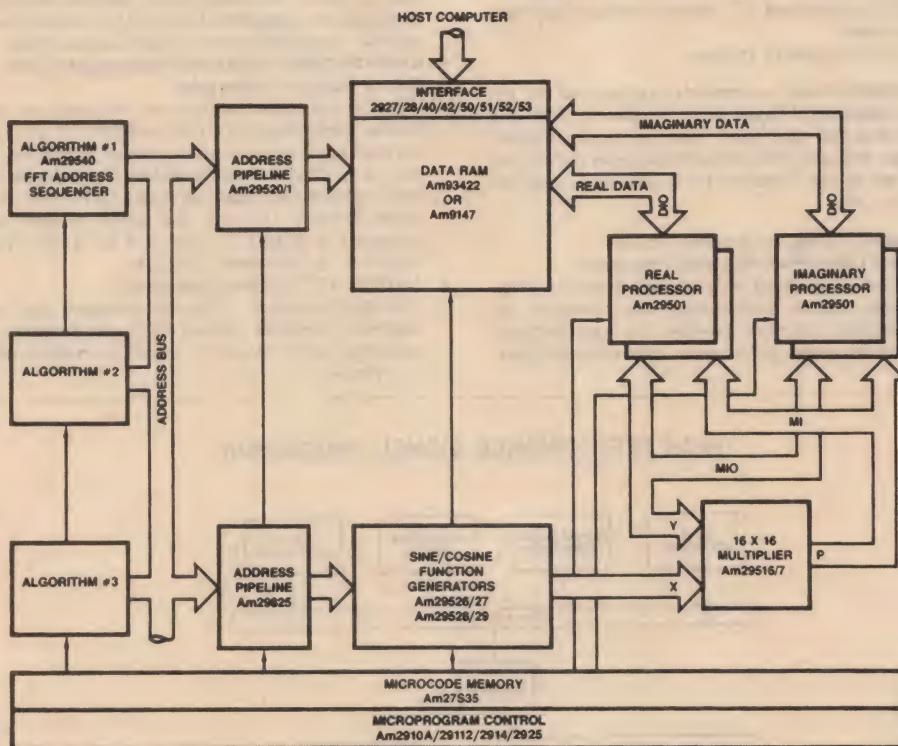 HOST COMPUTER
INTERFACE
2927/28/40/42/50/51/52/53
DATA RAM
Am93422
OR
Am9147
ALGORITHM #1
Am29540
FFT ADDRESS
SEQUENCER
ADDRESS
PIPELINE
Am29520/1
IMAGINARY DATA
REAL DATA
DIO
DIO
REAL
PROCESSOR
Am29501
IMAGINARY
PROCESSOR
Am29501
ALGORITHM #2
ADDRESS BUS
MI
MIO
ALGORITHM #3
ADDRESS
PIPELINE
Am29825
SINE/COSINE
FUNCTION
GENERATORS
Am29526/27
Am29528/29
Y
X
16 X 16
MULTIPLIER
Am29516/7
P
MICROCODE MEMORY
Am27S35
MICROPROGRAM CONTROL
Am2910A/29112/2914/2925